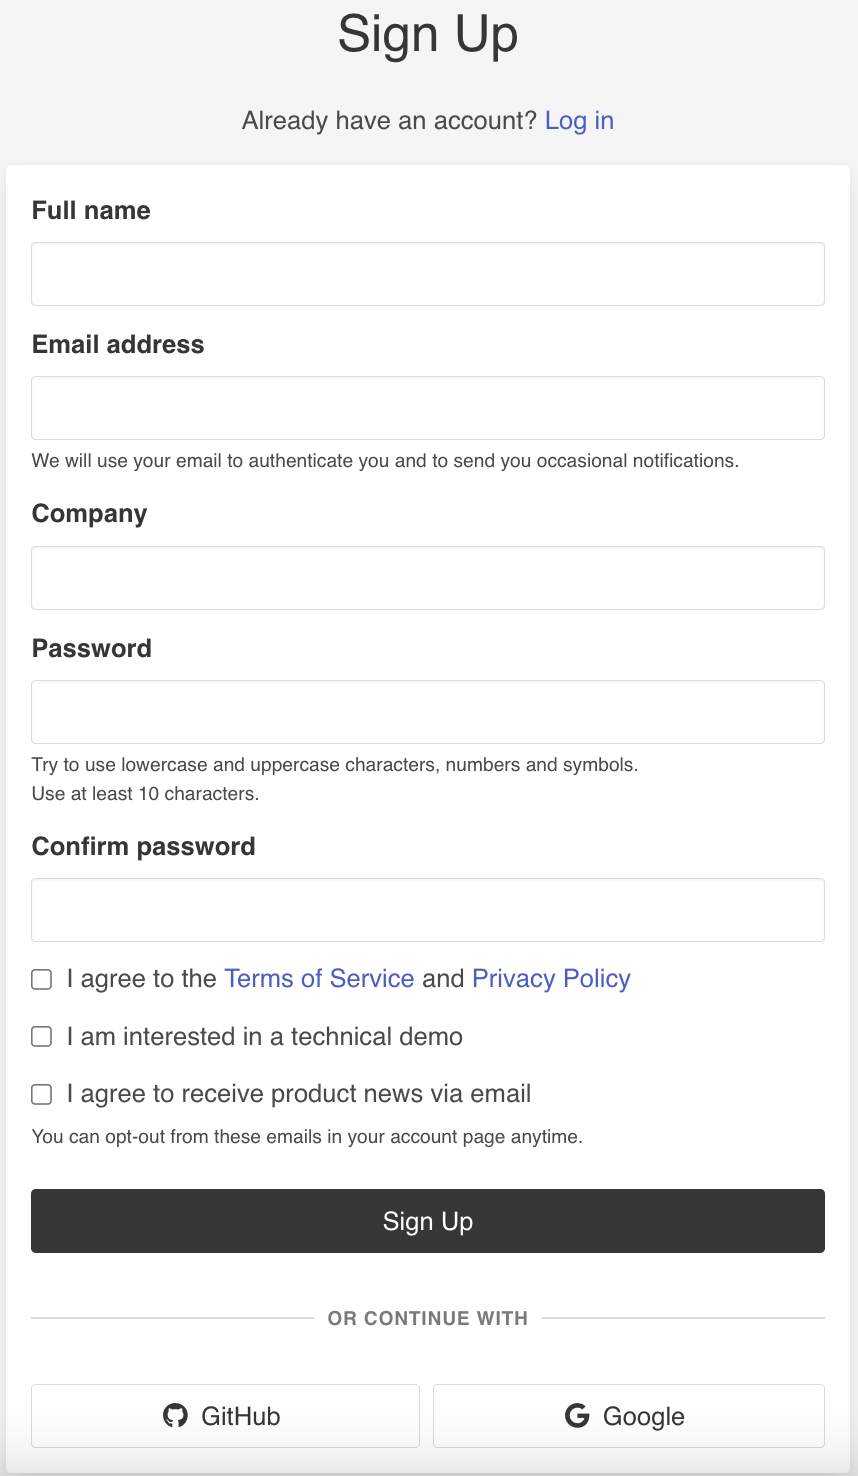 Sign Up
Already have an account? Log in
Full name
Email address
We will use your email to authenticate you and to send you occasional notifications.
Company
Password
Try to use lowercase and uppercase characters, numbers and symbols.
Use at least 10 characters.
Confirm password
I agree to the Terms of Service and Privacy Policy
I am interested in a technical demo
I agree to receive product news via email
You can opt-out from these emails in your account page anytime.
Sign Up
OR CONTINUE WITH
GitHub
Google